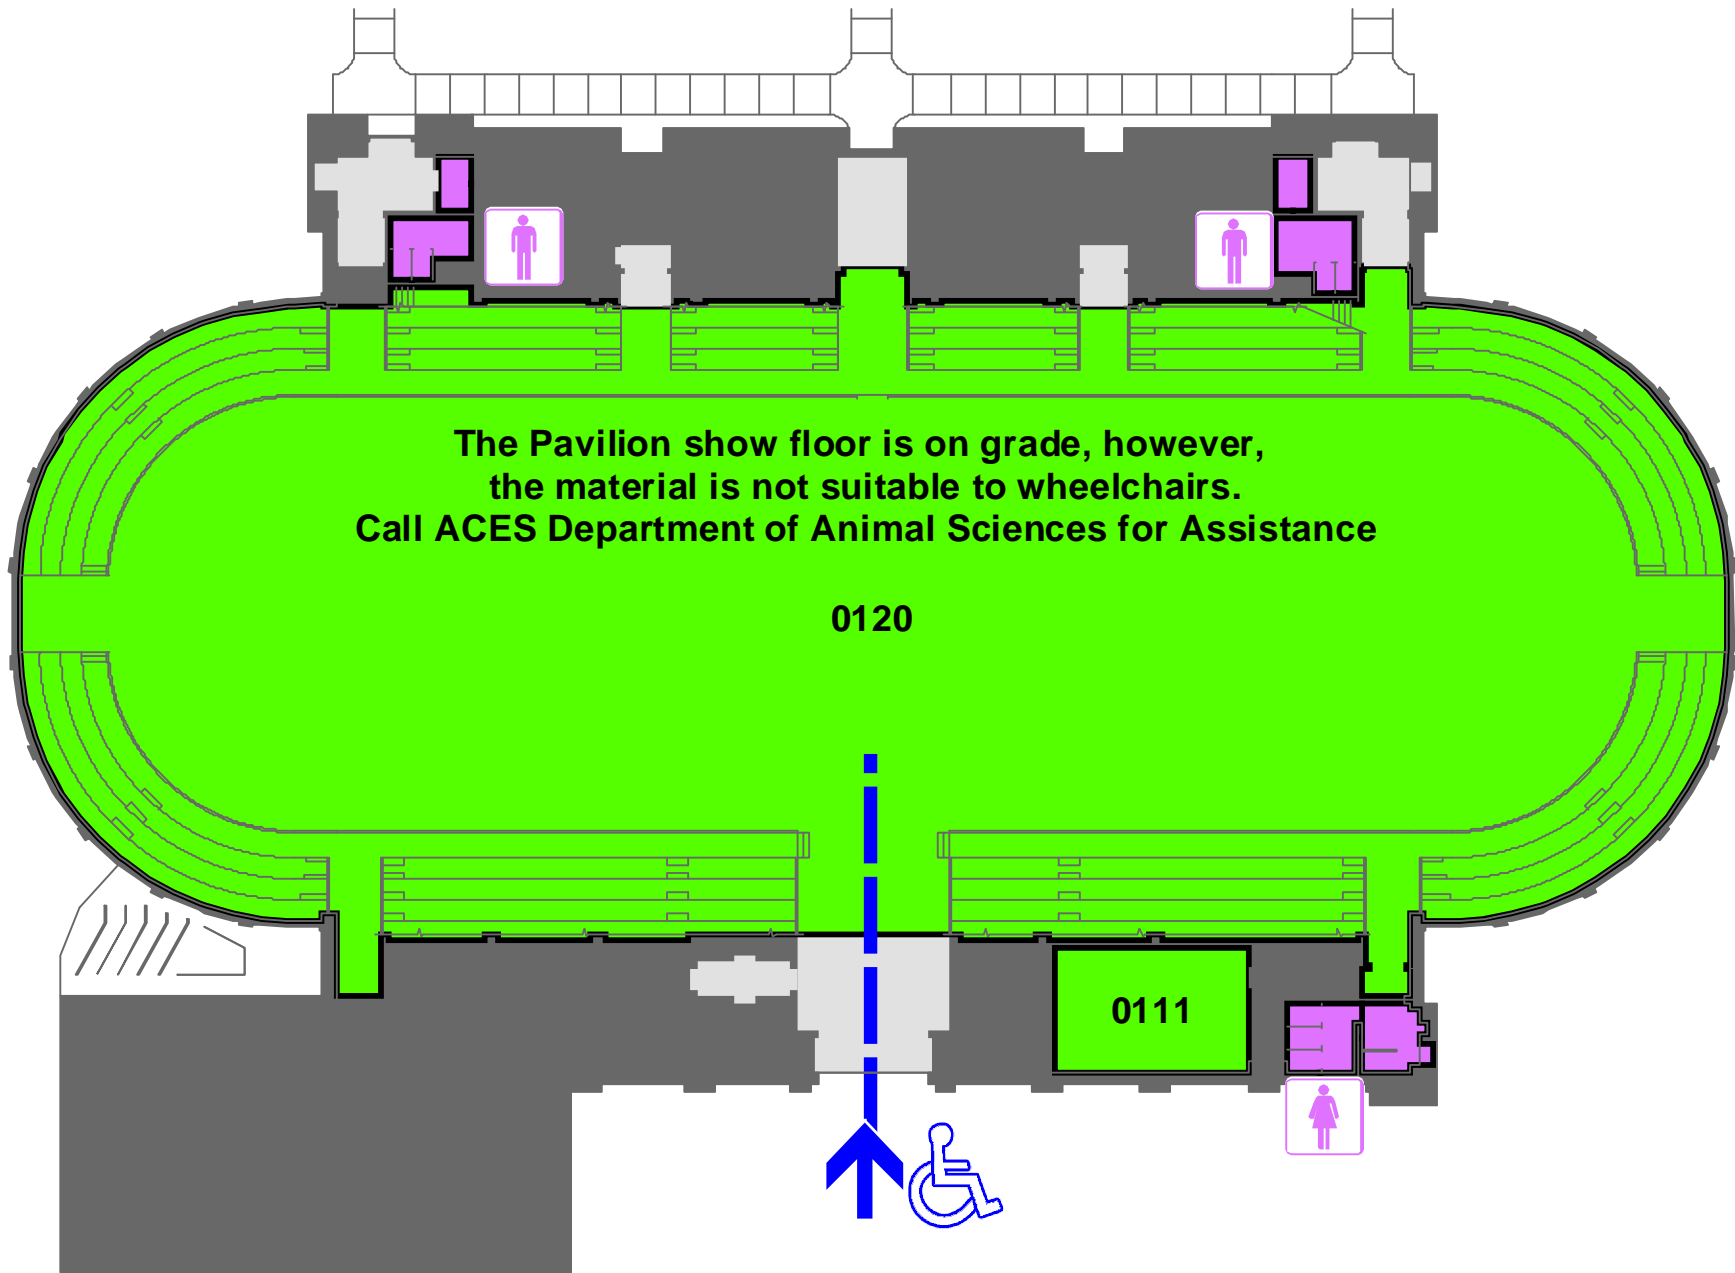 The Pavilion show floor is on grade, however,
the material is not suitable to wheelchairs.
Call ACES Department of Animal Sciences for Assistance
0120
0111